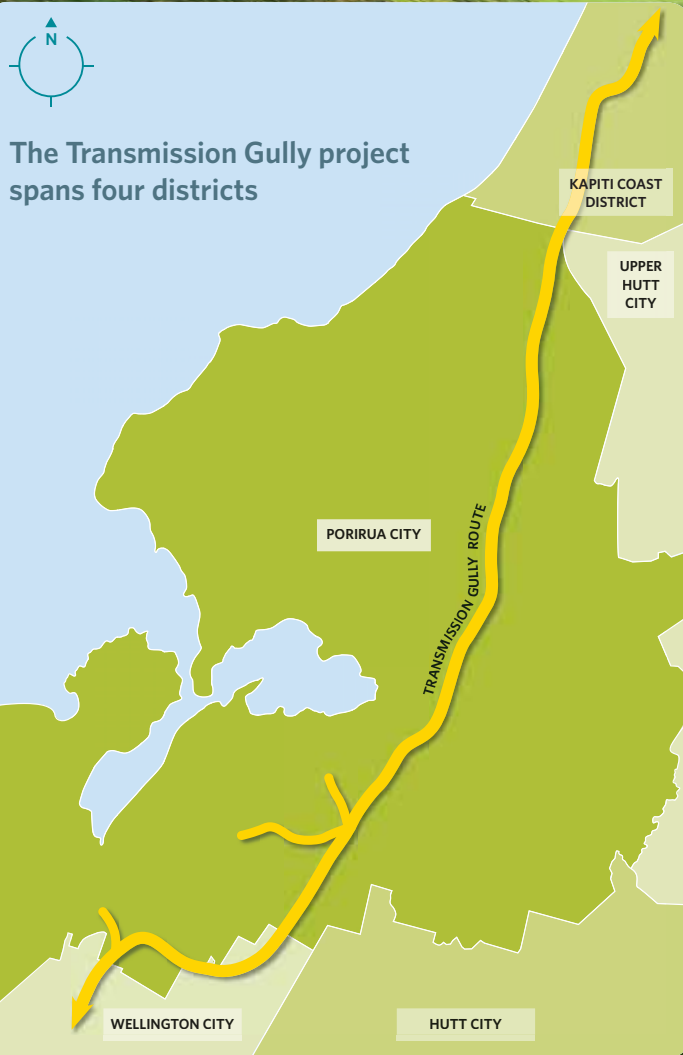 N
The Transmission Gully project
spans four districts
KAPITI COAST
DISTRICT
UPPER
HUTT
CITY
PORIRUA CITY
TRANSMISSION GULLY ROUTE
WELLINGTON CITY
HUTT CITY